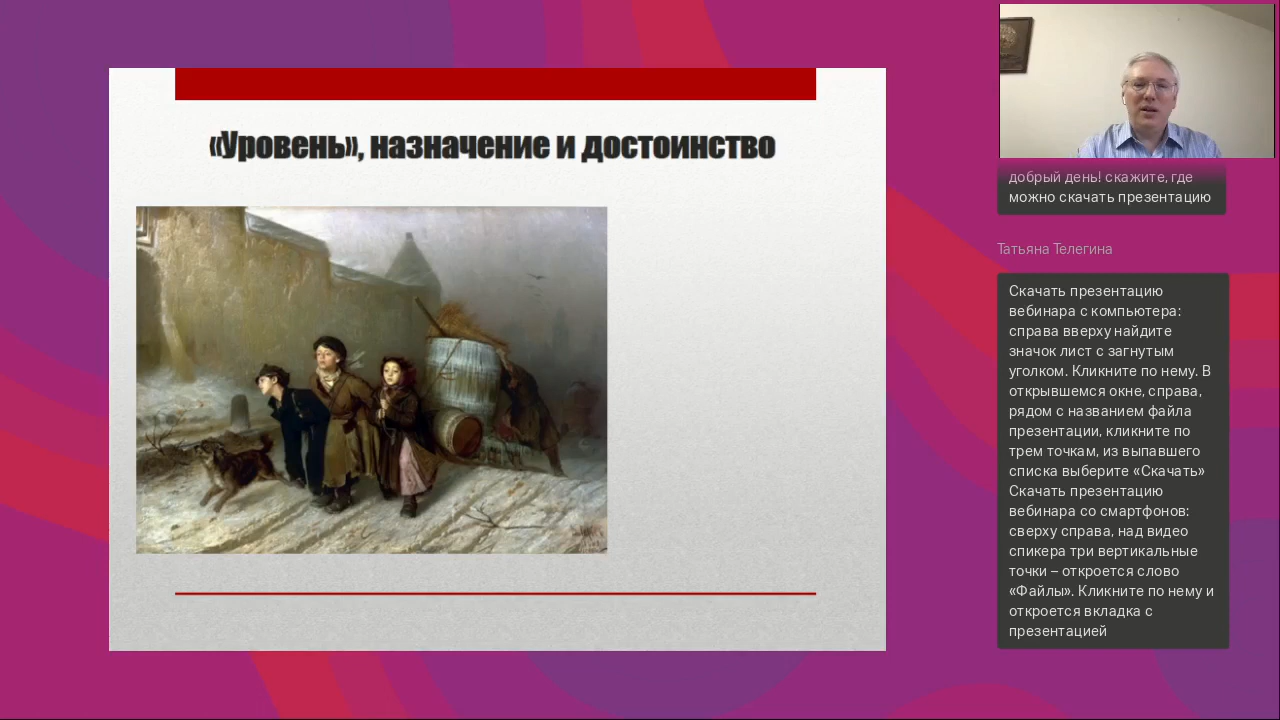 «Уровень», назначение и достоинство
добрый день! скажите, где
можно скачать презентацию
Татьяна Телегина
Скачать презентацию
вебинара с компьютера:
справа вверху найдите
значок лист с загнутым
уголком. Кликните по нему. В
открывшемся окне, справа,
рядом с названием файла
презентации, кликните по
трем точкам, из выпавшего
списка выберите «Скачать»
Скачать презентацию
вебинара со смартфонов:
сверху справа, над видео
спикера три вертикальные
точки – откроется слово
«Файлы». Кликните по нему и
откроется вкладка с
презентацией